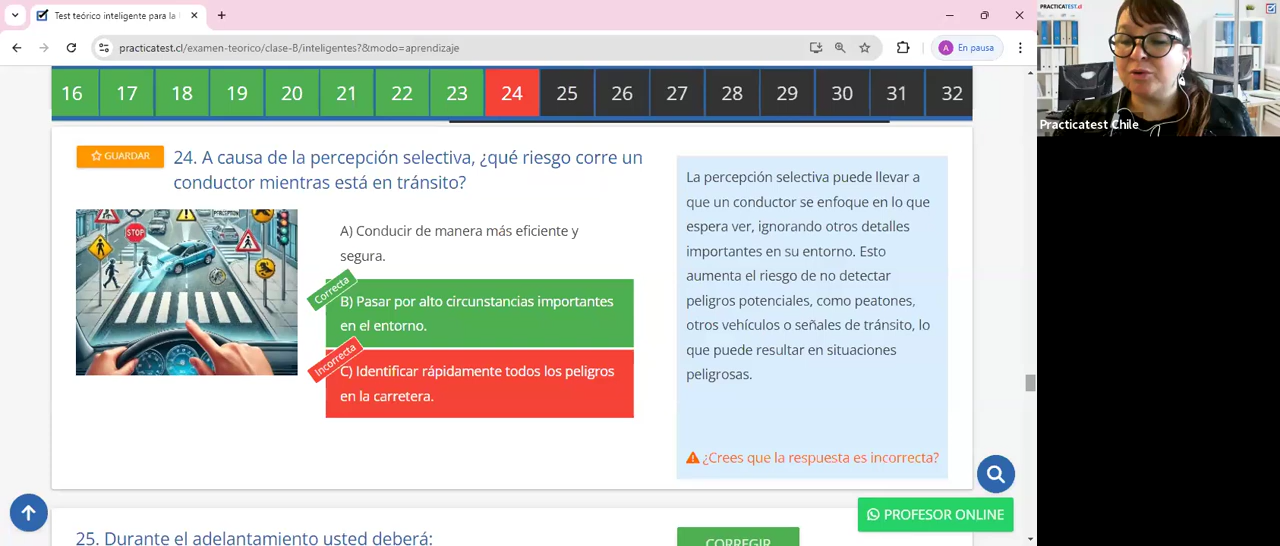 Test teórico inteligente para la
practicatest.cl/examen-teorico/clase-B/inteligentes?&modo=aprendizaje
A
En pausa
PRACTICATEST.cl
Practicatest Chile
16 17 18 19 20 21 22 23 24 25 26 27 28 29 30 31 32
GUARDAR
24. A causa de la percepción selectiva, ¿qué riesgo corre un
conductor mientras está en tránsito?
STOP
A) Conducir de manera más eficiente y
segura.
Correcta
B) Pasar por alto circunstancias importantes
en el entorno.
Incorrecta
C) Identificar rápidamente todos los peligros
en la carretera.
La percepción selectiva puede llevar a
que un conductor se enfoque en lo que
espera ver, ignorando otros detalles
importantes en su entorno. Esto
aumenta el riesgo de no detectar
peligros potenciales, como peatones,
otros vehículos o señales de tránsito, lo
que puede resultar en situaciones
peligrosas.
¿Crees que la respuesta es incorrecta?
PROFESOR ONLINE
25. Durante el adelantamiento usted deberá:
CORREGIR